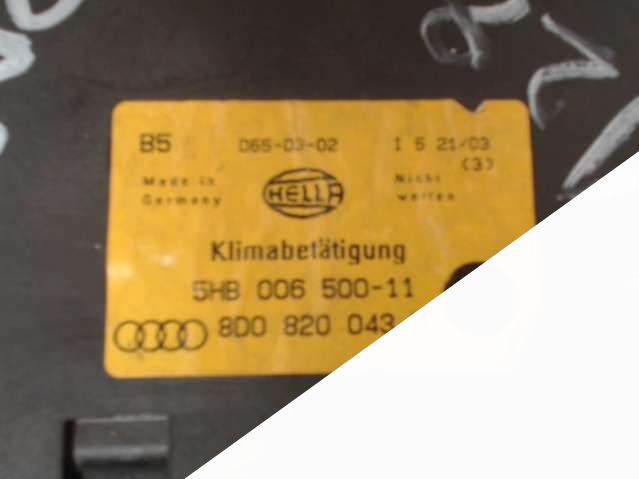 B5 D65-03-02 I 5 21/03
(3)
Made in Germany HELLA Nicht werfen
Klimabetätigung
5HB 006 500-11
8D0 820 043